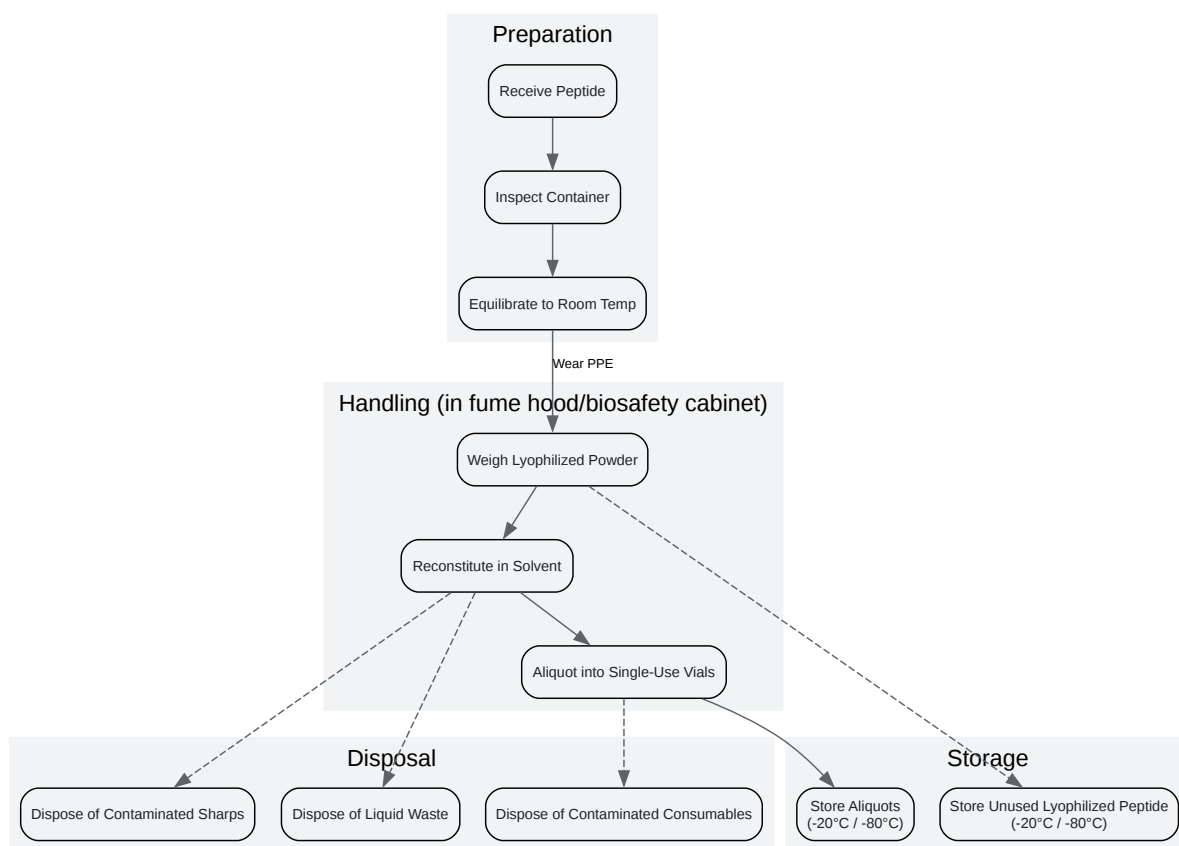 Preparation
Receive Peptide
Inspect Container
Equilibrate to Room Temp
Wear PPE
Handling (in fume hood/biosafety cabinet)
Weigh Lyophilized Powder
Reconstitute in Solvent
Aliquot into Single-Use Vials
Disposal
Dispose of Contaminated Sharps
Dispose of Liquid Waste
Dispose of Contaminated Consumables
Storage
Store Aliquots
(-20°C / -80°C)
Store Unused Lyophilized Peptide
(-20°C / -80°C)